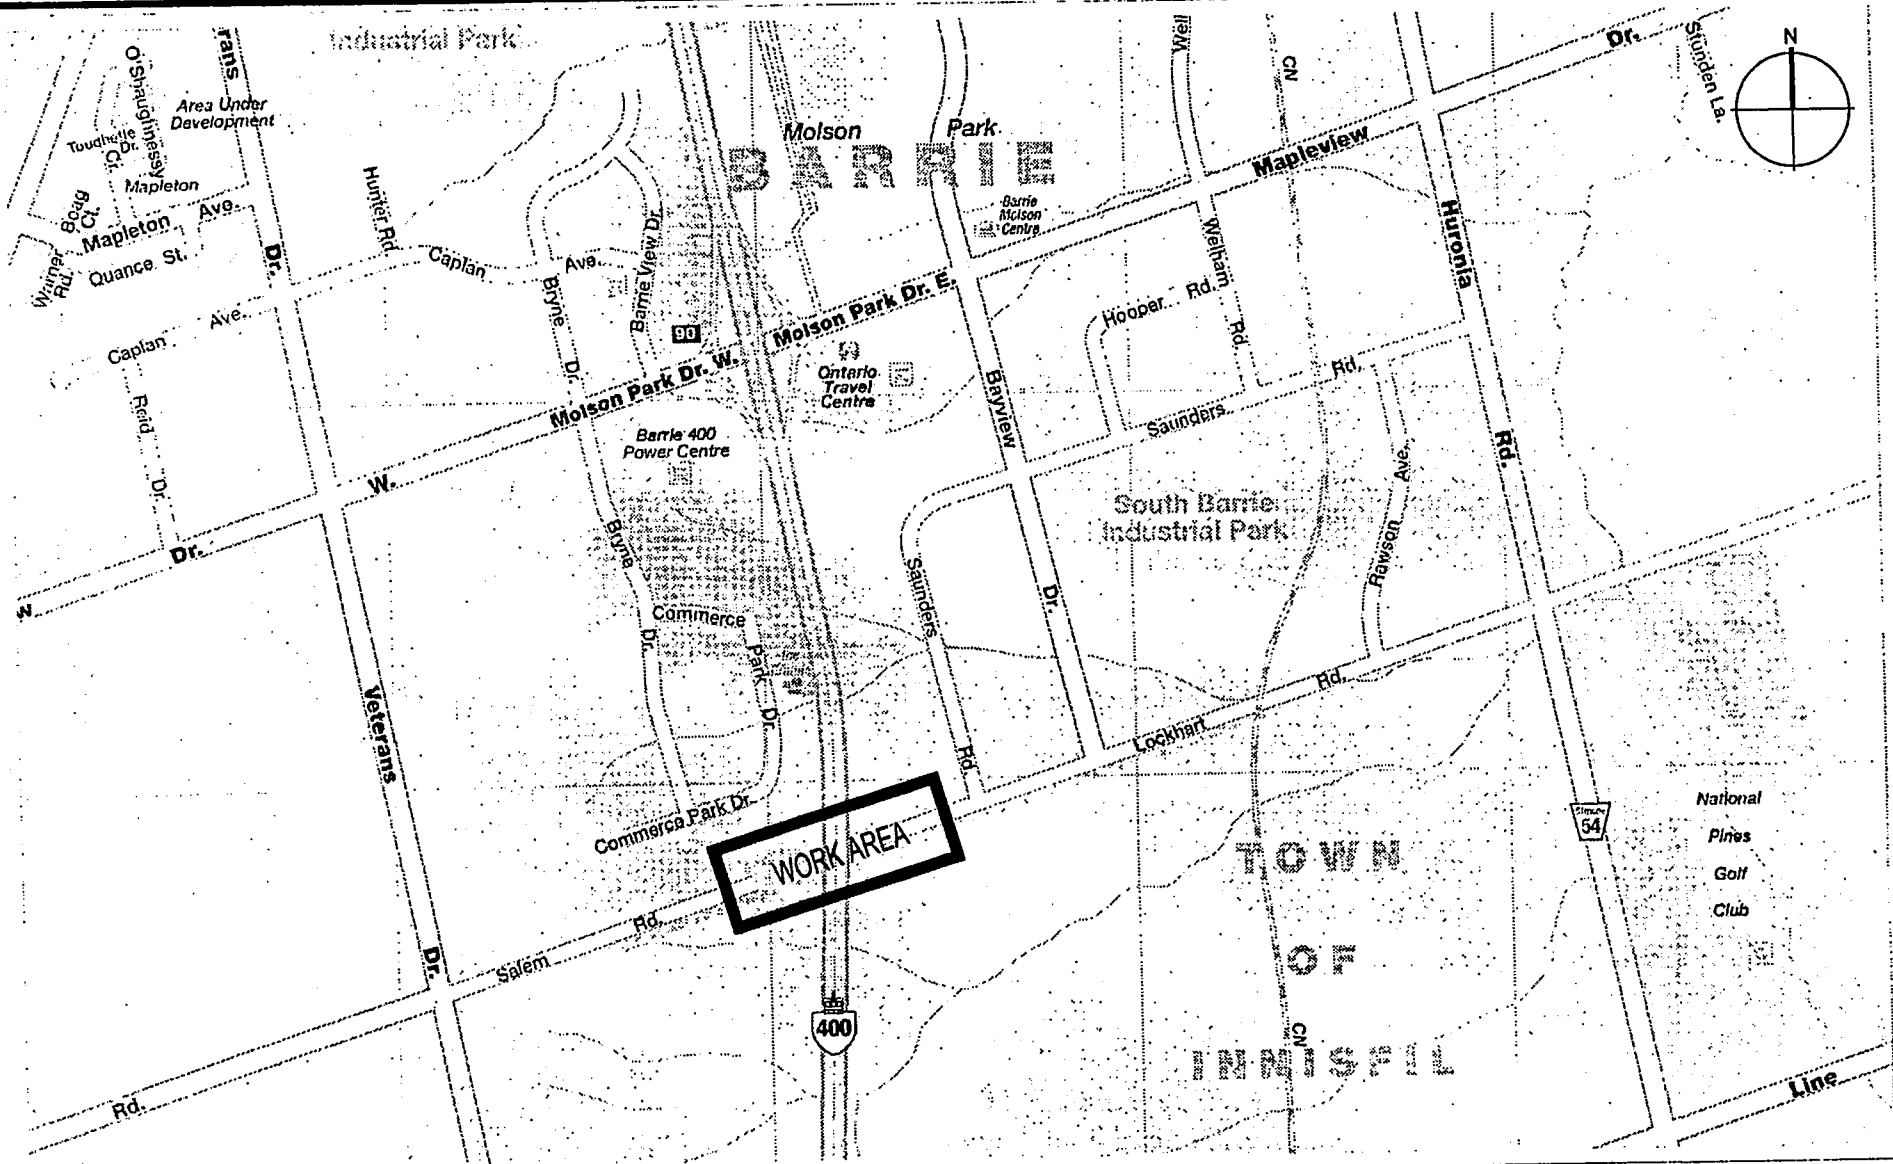 Industrial Park
rans
O'Shaughnessy
Area Under
Development
Ct.
Dr.
Mapleton
Boag
Ct.
Mapleton Ave.
Quance St.
Rd.
Dr.
Hunter Rd.
Caplan Ave.
Caplan Ave.
Reid Dr.
Bryne Dr.
Barrie View Dr.
90
Molson Park
BARRIE
Barrie
Molson
Centre
Well
CN
Mapleview Dr.
Stunden La.
N
Huronia Rd.
Welham Rd.
Hooper Rd.
Molson Park Dr. E.
Molson Park Dr. W.
Ontario
Travel
Centre
Barrie 400
Power Centre
Bayview Dr.
Saunders Rd.
South Barrie
Industrial Park
Rawson Ave.
W.
Dr.
w
Bryne Dr.
Commerce Park Dr.
Saunders Rd.
Veterans Dr.
Lockhart Rd.
Commerce Park Dr.
WORK AREA
Salem Rd.
Rd.
400
TOWN
OF
INNISFIL
CN
54
National
Pines
Golf
Club
Line